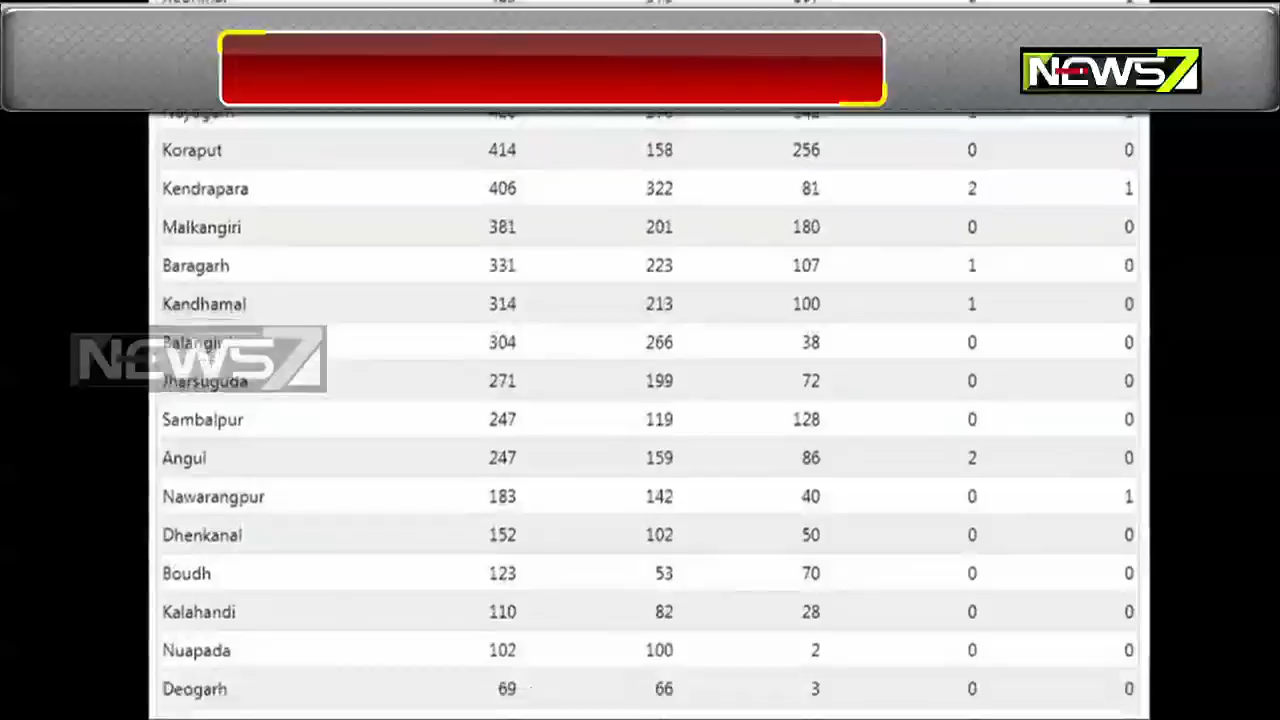 NEWS7
Koraput 414 158 256 0 0
Kendrapara 406 322 81 2 1
Malkangiri 381 201 180 0 0
Baragarh 331 223 107 1 0
Kandhamal 314 213 100 1 0
Balangir 304 266 38 0 0
NEWS7
Jharsuguda 271 199 72 0 0
Sambalpur 247 119 128 0 0
Angul 247 159 86 2 0
Nawarangpur 183 142 40 0 1
Dhenkanal 152 102 50 0 0
Boudh 123 53 70 0 0
Kalahandi 110 82 28 0 0
Nuapada 102 100 2 0 0
Deogarh 69 66 3 0 0